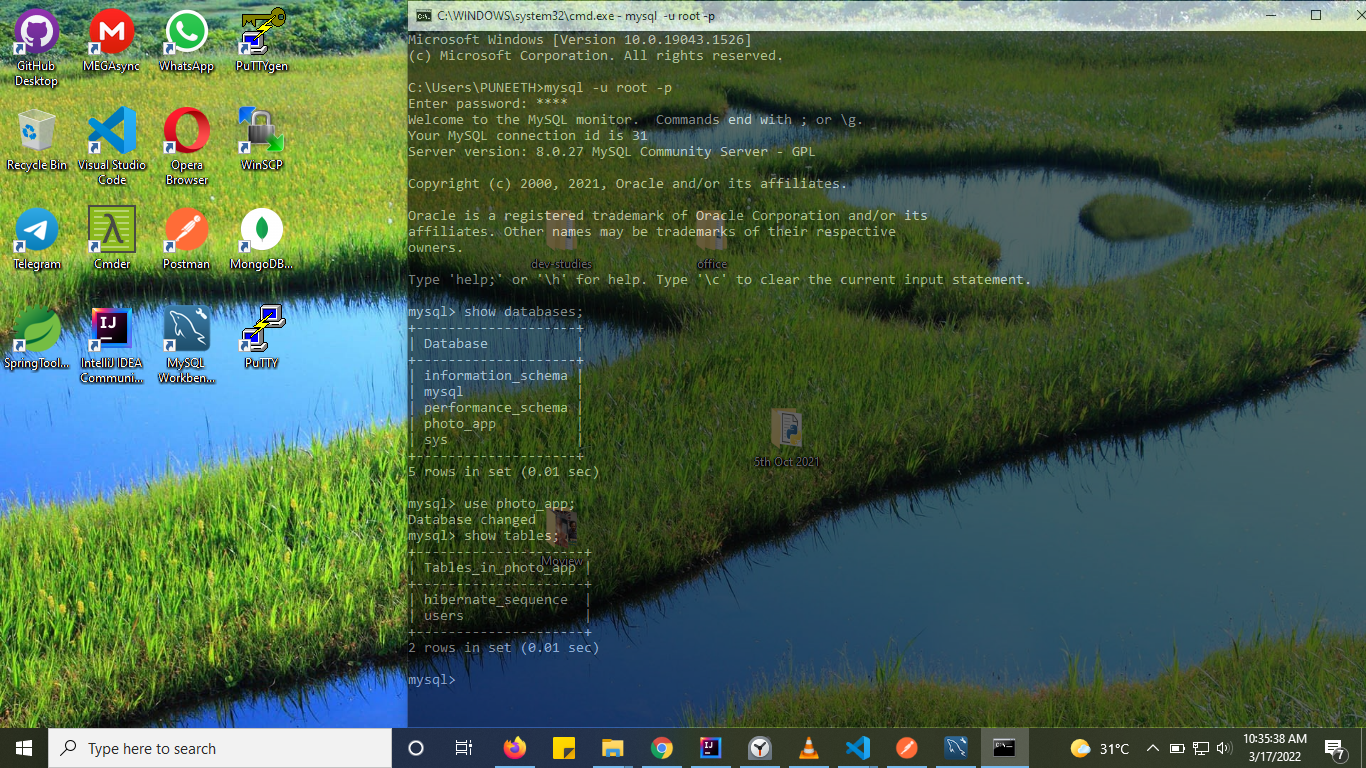 GitHub Desktop
MEGAsync
WhatsApp
PuTTYgen
Recycle Bin
Visual Studio Code
Opera Browser
WinSCP
Telegram
Cmder
Postman
MongoDB...
SpringTool...
IntelliJ IDEA Communi...
MySQL Workben...
PuTTY
C:\WINDOWS\system32\cmd.exe - mysql  -u root -p
Microsoft Windows [Version 10.0.19043.1526]
(c) Microsoft Corporation. All rights reserved.
C:\Users\PUNEETH>mysql -u root -p
Enter password: ****
Welcome to the MySQL monitor.  Commands end with ; or \g.
Your MySQL connection id is 31
Server version: 8.0.27 MySQL Community Server - GPL
Copyright (c) 2000, 2021, Oracle and/or its affiliates.
Oracle is a registered trademark of Oracle Corporation and/or its
affiliates. Other names may be trademarks of their respective
owners.
dev-studies
office
Type 'help;' or '\h' for help. Type '\c' to clear the current input statement.
mysql> show databases;
+--------------------+
| Database           |
+--------------------+
| information_schema |
| mysql              |
| performance_schema |
| photo_app          |
| sys                |
+--------------------+
5 rows in set (0.01 sec)
5th Oct 2021
mysql> use photo_app;
Database changed
mysql> show tables;
+---------------------+
Moview
| Tables_in_photo_app |
+---------------------+
| hibernate_sequence  |
| users               |
+---------------------+
2 rows in set (0.01 sec)
mysql>
Type here to search
31°C
10:35:38 AM
3/17/2022
7